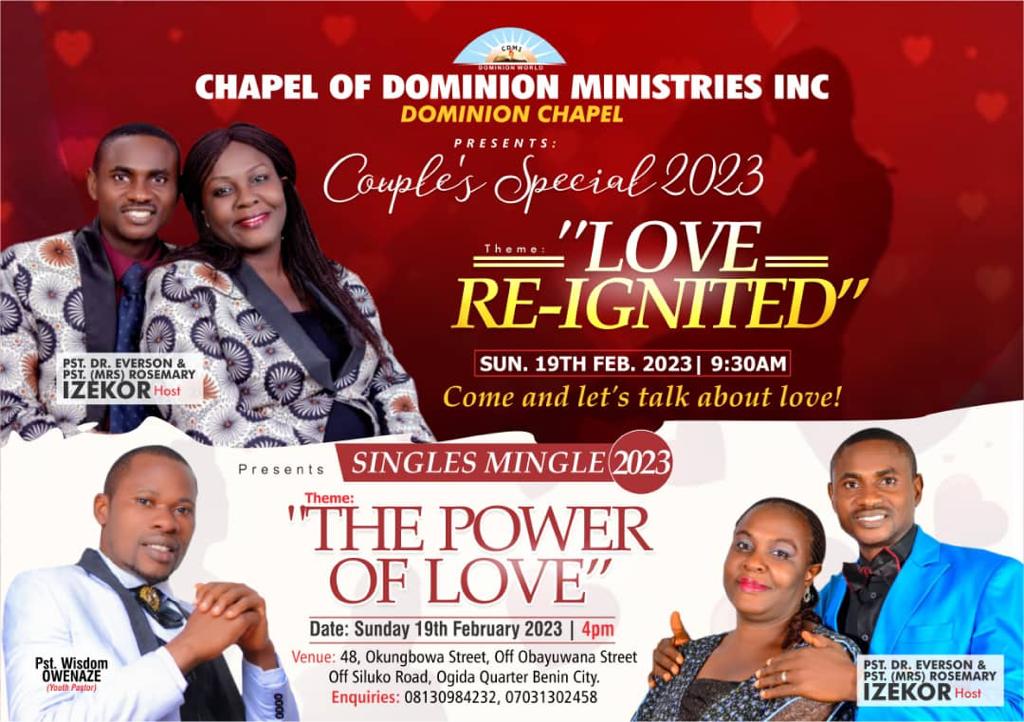 CDMI
DOMINION WORLD
CHAPEL OF DOMINION MINISTRIES INC
DOMINION CHAPEL
PRESENTS:
Couple's Special 2023
Theme: "LOVE
RE-IGNITED"
SUN. 19TH FEB. 2023| 9:30AM
Come and let's talk about love!
PST. DR. EVERSON &
PST. (MRS) ROSEMARY
IZEKOR Host
Presents SINGLES MINGLE 2023
Theme:
"THE POWER
OF LOVE"
Date: Sunday 19th February 2023 | 4pm
Venue: 48, Okungbowa Street, Off Obayuwana Street
Off Siluko Road, Ogida Quarter Benin City.
Enquiries: 08130984232, 07031302458
Pst. Wisdom
OWENAZE
(Youth Pastor)
PST. DR. EVERSON &
PST. (MRS) ROSEMARY
IZEKOR Host